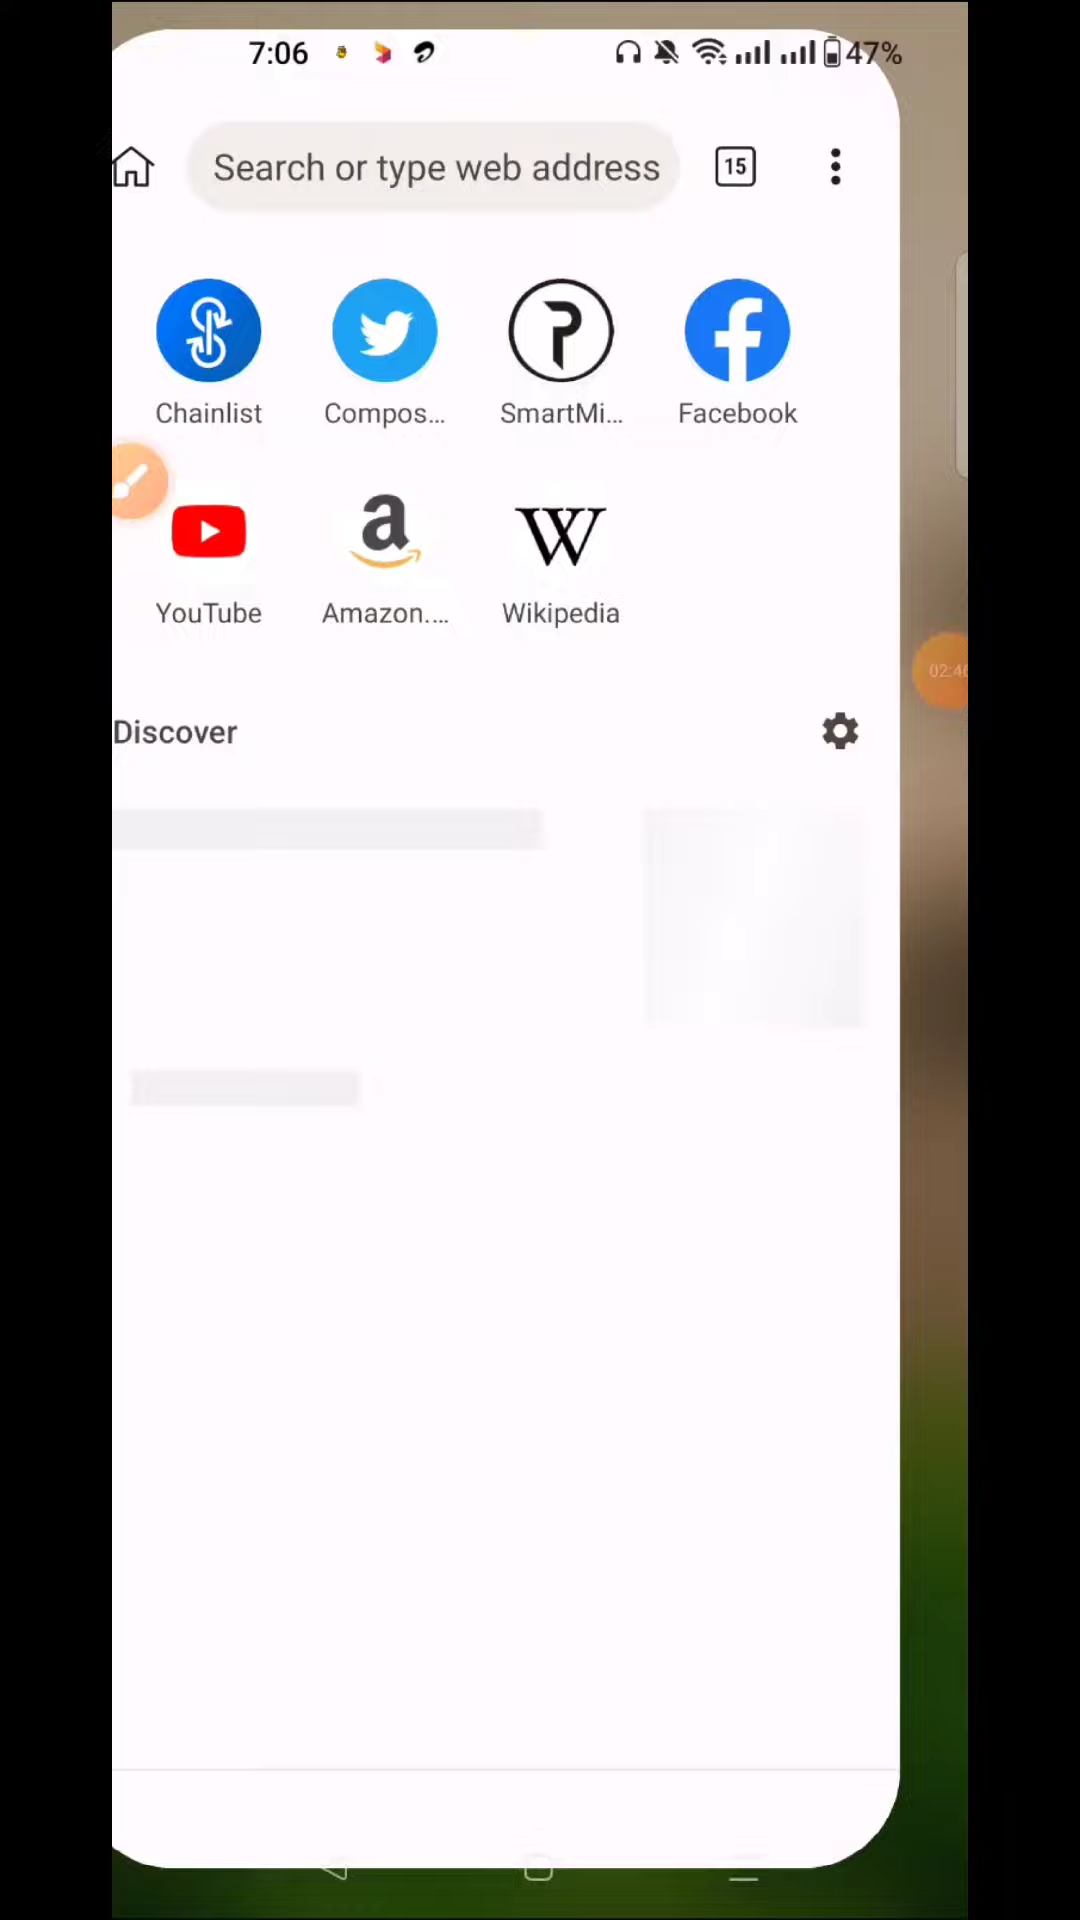 7:06
47%
Search or type web address
15
Chainlist
Compos...
SmartMi...
Facebook
YouTube
Amazon....
W
Wikipedia
Discover